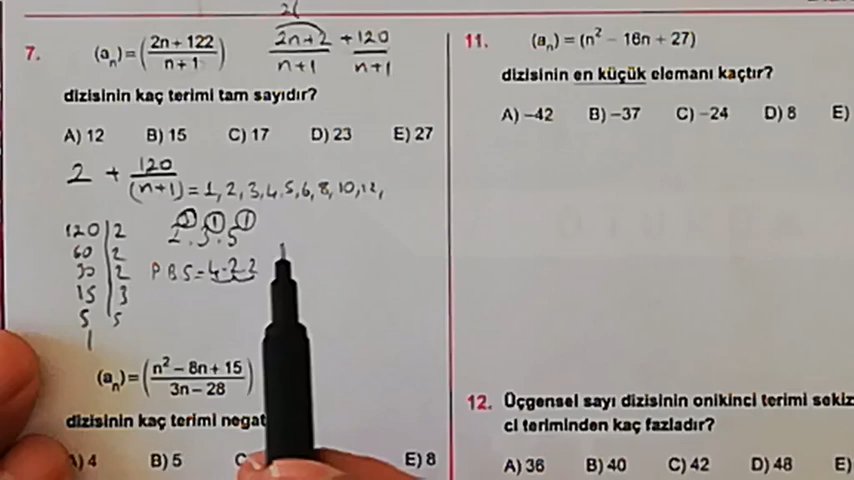 7. (aₙ) = (2n + 122 / n + 1) 2n+2 / n+1 + 120 / n+1
dizisinin kaç terimi tam sayıdır?
A) 12 B) 15 C) 17 D) 23 E) 27
2 + 120 / (n+1) = 1, 2, 3, 4, 5, 6, 8, 10, 12,
120 | 2
60 | 2
30 | 2
15 | 3
5 | 5
1
2 . 3 . 5
PBS = 4.2.2
(aₙ) = (n² – 8n + 15 / 3n – 28)
dizisinin kaç terimi negat
A) 4 B) 5 C E) 8
11. (aₙ) = (n² – 16n + 27)
dizisinin en küçük elemanı kaçtır?
A) –42 B) –37 C) –24 D) 8 E)
12. Üçgensel sayı dizisinin onikinci terimi sekiz
ci teriminden kaç fazladır?
A) 36 B) 40 C) 42 D) 48 E)